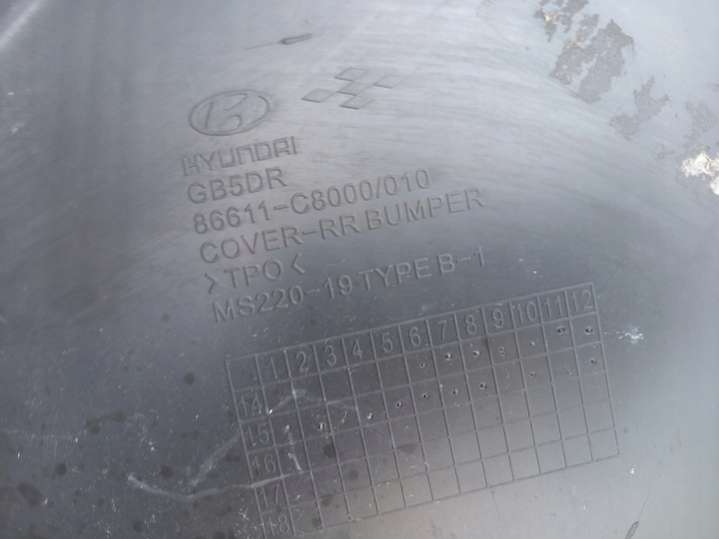 HYUNDAI
GB5DR
86611-C8000/010
COVER-RR BUMPER
>TPO<
MS220-19 TYPE B-1
1 2 3 4 5 6 7 8 9 10 11 12
14
15
16
17
18